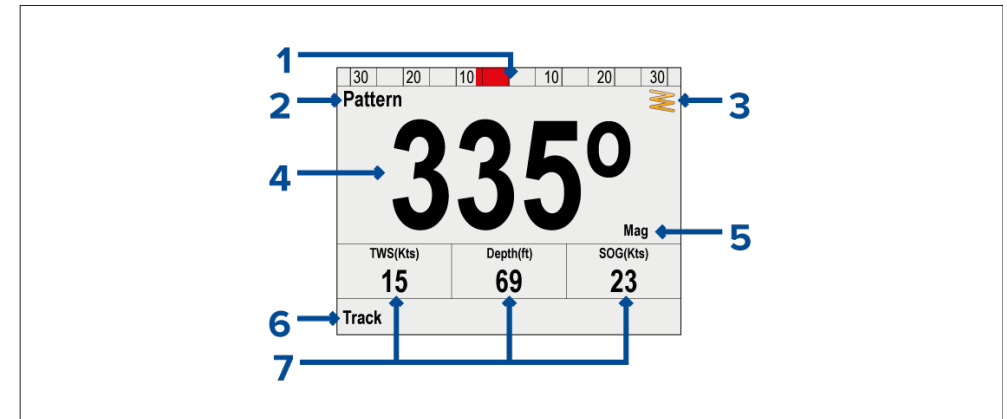 1
30 20 10 10 20 30
2 Pattern 3
4 335°
Mag 5
TWS(Kts) Depth(ft) SOG(Kts)
15 69 23
6 Track
7